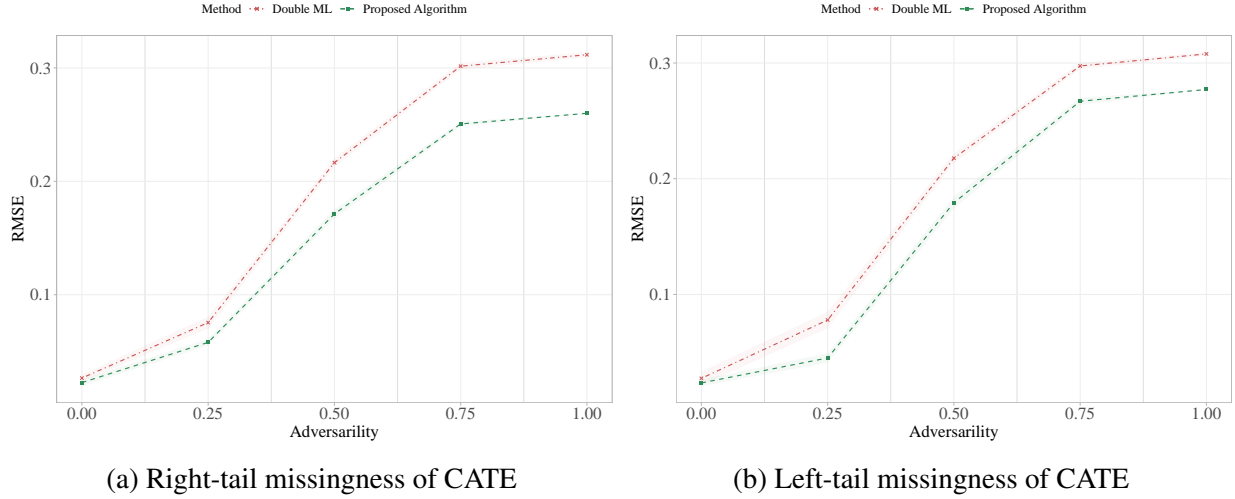 Method Double ML Proposed Algorithm
0.3
0.2
0.1
RMSE
0.00 0.25 0.50 0.75 1.00
Adversarility
(a) Right-tail missingness of CATE
Method Double ML Proposed Algorithm
0.3
0.2
0.1
RMSE
0.00 0.25 0.50 0.75 1.00
Adversarility
(b) Left-tail missingness of CATE